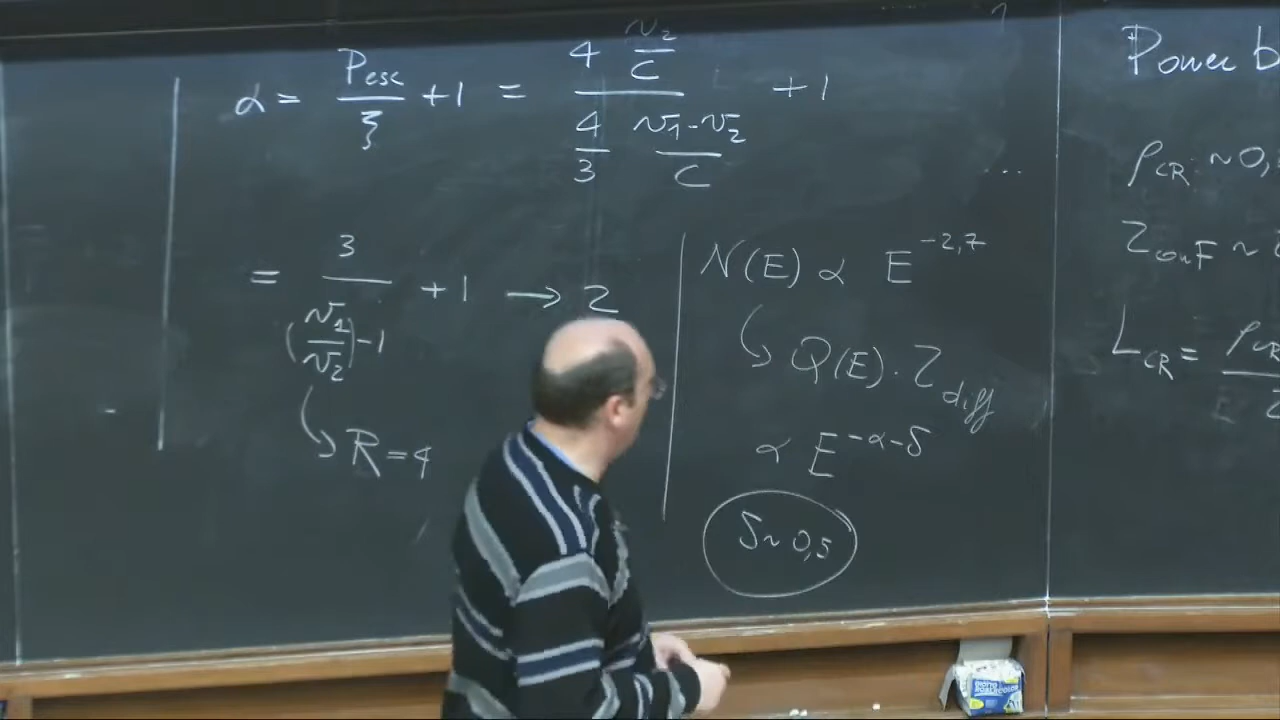 α = Pesc/ξ + 1 = (4 v₂/c)/(4/3 (v₁-v₂)/c) + 1
= 3/((v₁/v₂)-1) + 1 → 2
R = 4
N(E) ∝ E^-2,7
Q(E) · τ_diff
∝ E^-α-δ
δ ~ 0,5
Power b
ρ_CR ~ 0,
τ_conF ~
L_CR = ρ_CR